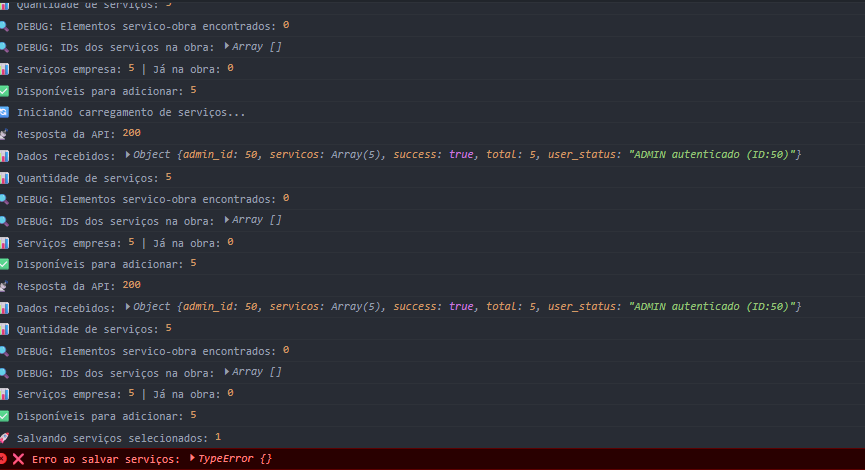 Quantidade de serviços: 5
DEBUG: Elementos servico-obra encontrados: 0
DEBUG: IDs dos serviços na obra: Array []
Serviços empresa: 5 | Já na obra: 0
Disponíveis para adicionar: 5
Iniciando carregamento de serviços...
Resposta da API: 200
Dados recebidos: Object {admin_id: 50, servicos: Array(5), success: true, total: 5, user_status: "ADMIN autenticado (ID:50)"}
Quantidade de serviços: 5
DEBUG: Elementos servico-obra encontrados: 0
DEBUG: IDs dos serviços na obra: Array []
Serviços empresa: 5 | Já na obra: 0
Disponíveis para adicionar: 5
Resposta da API: 200
Dados recebidos: Object {admin_id: 50, servicos: Array(5), success: true, total: 5, user_status: "ADMIN autenticado (ID:50)"}
Quantidade de serviços: 5
DEBUG: Elementos servico-obra encontrados: 0
DEBUG: IDs dos serviços na obra: Array []
Serviços empresa: 5 | Já na obra: 0
Disponíveis para adicionar: 5
Salvando serviços selecionados: 1
Erro ao salvar serviços: TypeError {}